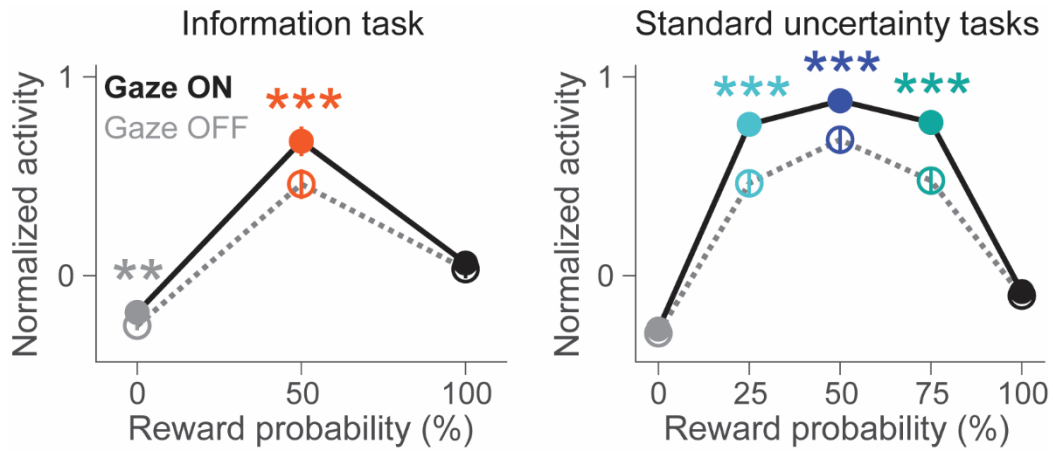 Information task
1
Gaze ON
Gaze OFF
***
**
0
Normalized activity
0
50
100
Reward probability (%)
Standard uncertainty tasks
1
***
***
***
0
Normalized activity
0
25
50
75
100
Reward probability (%)